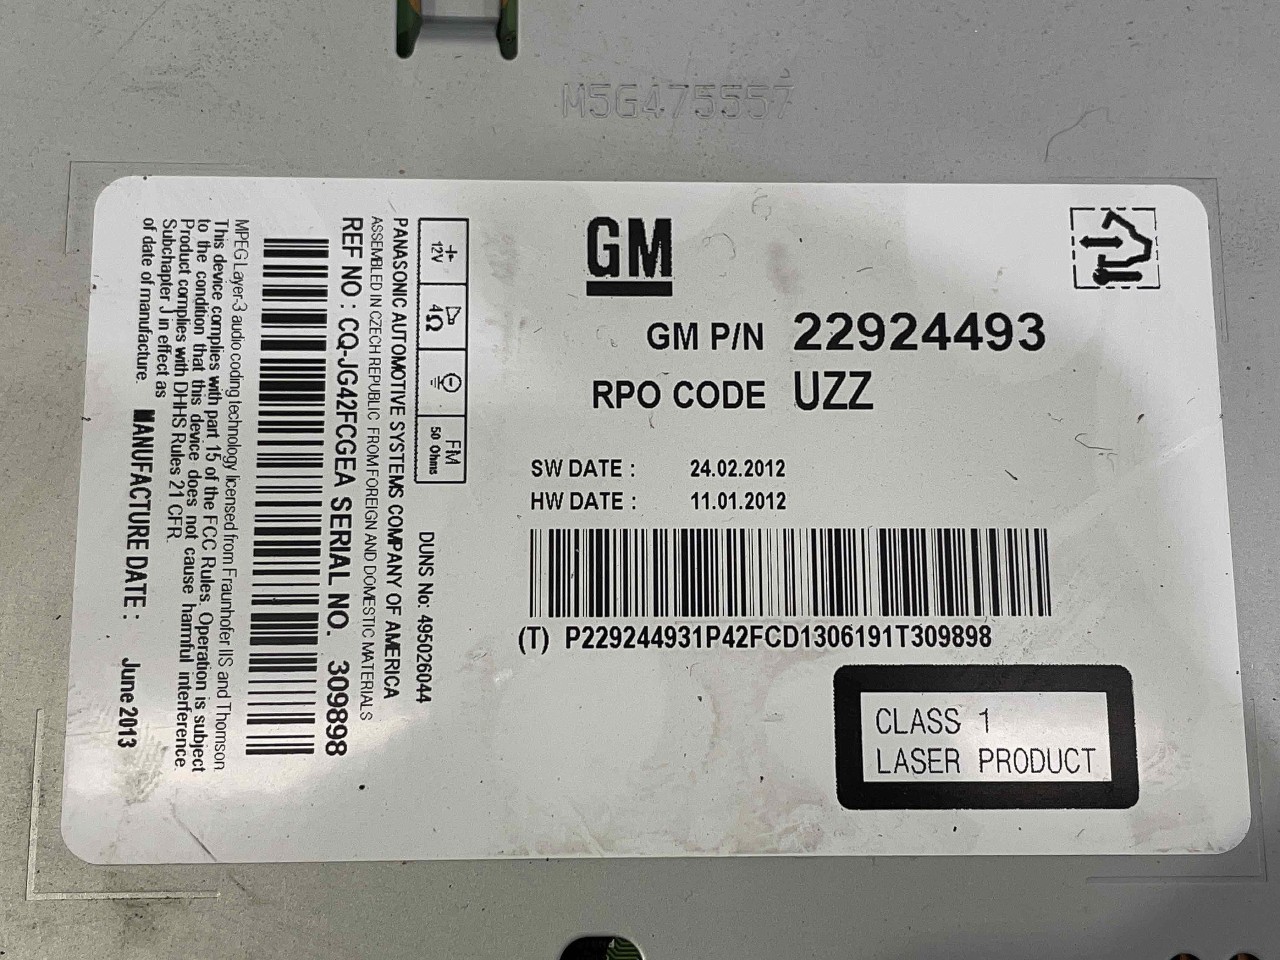 M5G475557
GM
GM P/N 22924493
RPO CODE UZZ
SW DATE : 24.02.2012
HW DATE : 11.01.2012
(T) P229244931P42FCD1306191T309898
CLASS 1
LASER PRODUCT
+
12V
4Ω
FM
50 Ohms
DUNS No: 495026044
PANASONIC AUTOMOTIVE SYSTEMS COMPANY OF AMERICA
ASSEMBLED IN CZECH REPUBLIC FROM FOREIGN AND DOMESTIC MATERIALS
REF NO : CQ-JG42FCGEA SERIAL NO. 309898
MPEG Layer-3 audio coding technology licensed from Fraunhofer IIS and Thomson
This device complies with part 15 of the FCC Rules. Operation is subject
to the condition that this device does not cause harmful interference.
Product complies with DHHS Rules 21 CFR
Subchapter J in effect as
of date of manufacture. MANUFACTURE DATE : June 2013